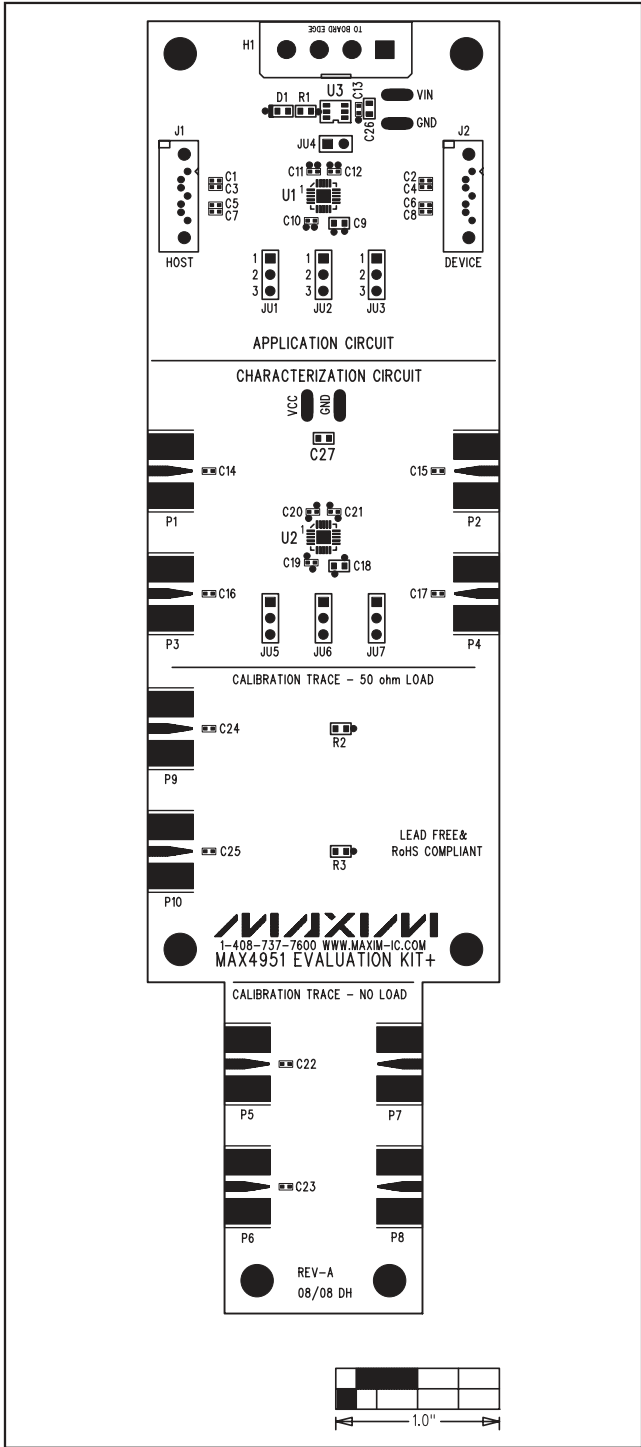 TO BOARD EDGE
H1
U3
C13
D1 R1
VIN
C26
GND
J1
J2
JU4
C11 C12
C1
C3
C2
C4
U1 1
C5
C7
C6
C8
C10 C9
HOST
DEVICE
1 1 1
2 2 2
3 3 3
JU1 JU2 JU3
APPLICATION CIRCUIT
CHARACTERIZATION CIRCUIT
VCC
GND
C27
C14
C15
P1
P2
C20 C21
U2 1
C19 C18
C16
C17
P3
P4
JU5 JU6 JU7
CALIBRATION TRACE - 50 ohm LOAD
C24
R2
P9
LEAD FREE&
RoHS COMPLIANT
C25
R3
P10
MAXIM
1-408-737-7600 WWW.MAXIM-IC.COM
MAX4951 EVALUATION KIT+
CALIBRATION TRACE - NO LOAD
C22
P5
P7
C23
P6
P8
REV-A
08/08 DH
1.0"